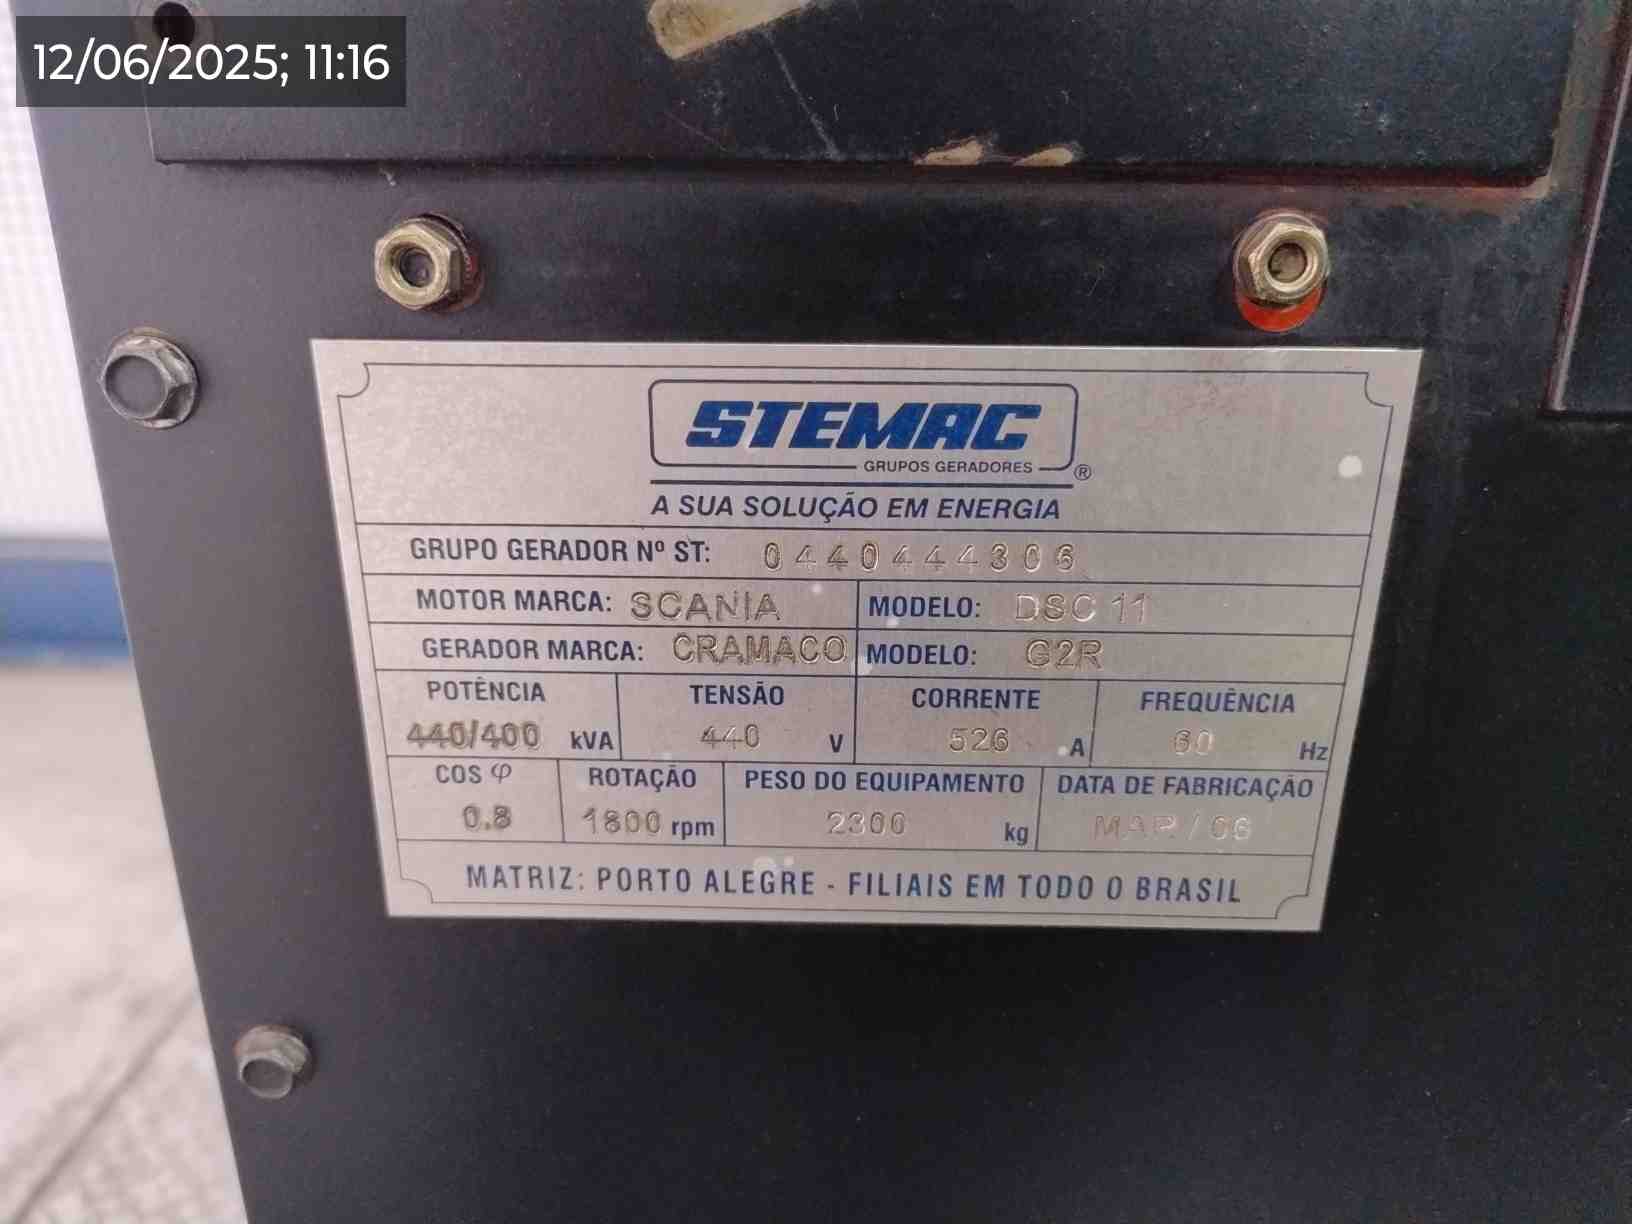 12/06/2025; 11:16
STEMAC
GRUPOS GERADORES
®
A SUA SOLUÇÃO EM ENERGIA
GRUPO GERADOR Nº ST: 0440444306
MOTOR MARCA: SCANIA MODELO: DSC 11
GERADOR MARCA: CRAMACO MODELO: G2R
POTÊNCIA TENSÃO CORRENTE FREQUÊNCIA
440/400 kVA 440 V 526 A 60 Hz
COS φ ROTAÇÃO PESO DO EQUIPAMENTO DATA DE FABRICAÇÃO
0.8 1800 rpm 2300 kg MAR/06
MATRIZ: PORTO ALEGRE - FILIAIS EM TODO O BRASIL